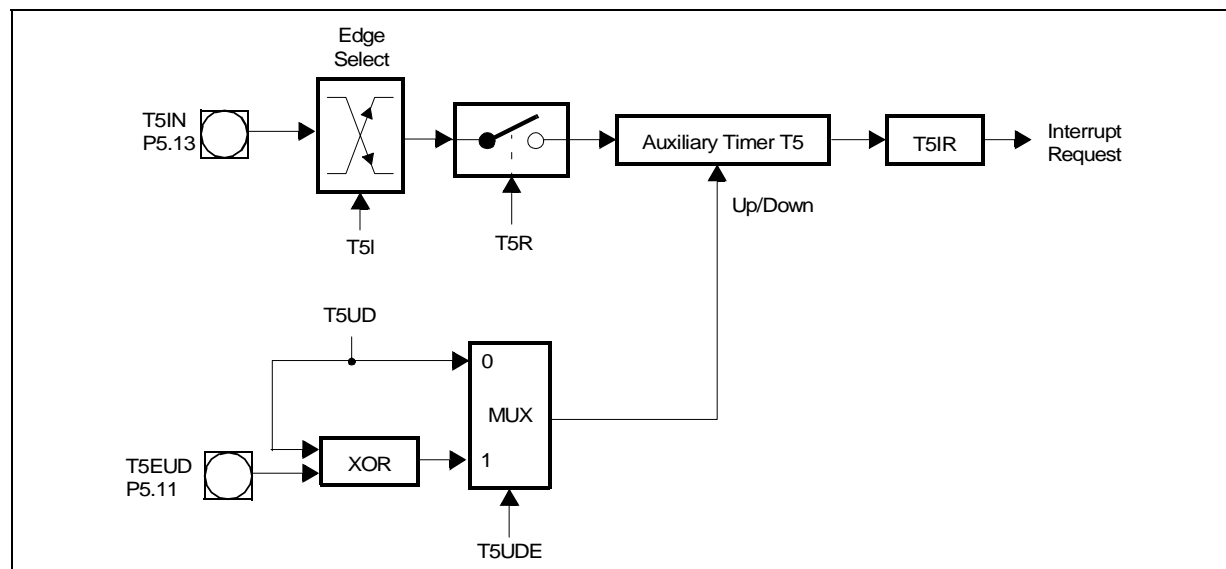 Edge
Select
T5IN
P5.13
Auxiliary Timer T5
T5IR
Interrupt
Request
Up/Down
T5I
T5R
T5UD
0
MUX
XOR
1
T5EUD
P5.11
T5UDE